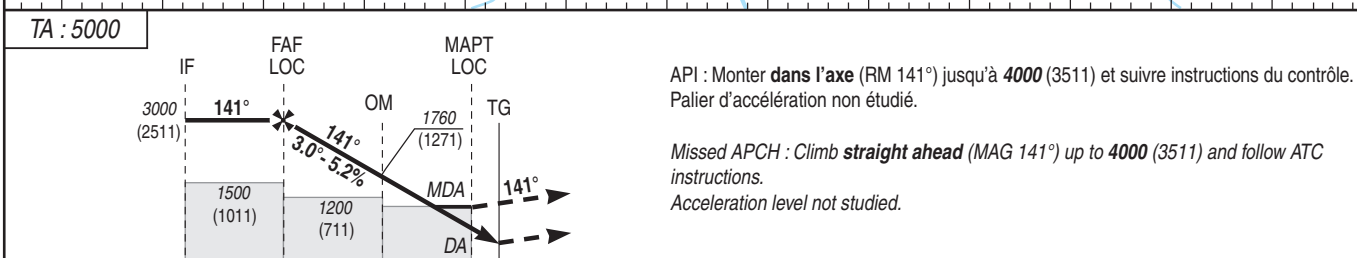 TA : 5000
IF
FAF
LOC
OM
MAPT
LOC
TG
3000
(2511)
141°
141°
3.0°- 5.2%
1760
(1271)
1500
(1011)
1200
(711)
MDA
DA
141°
API : Monter dans l'axe (RM 141°) jusqu'à 4000 (3511) et suivre instructions du contrôle.
Palier d'accélération non étudié.
Missed APCH : Climb straight ahead (MAG 141°) up to 4000 (3511) and follow ATC
instructions.
Acceleration level not studied.